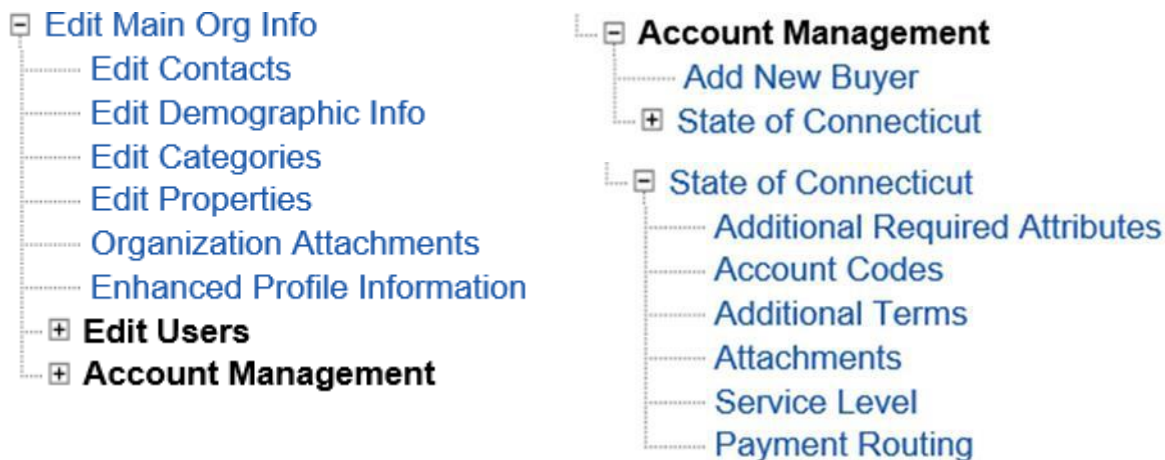 Edit Main Org Info
Edit Contacts
Edit Demographic Info
Edit Categories
Edit Properties
Organization Attachments
Enhanced Profile Information
Edit Users
Account Management
Account Management
Add New Buyer
State of Connecticut
State of Connecticut
Additional Required Attributes
Account Codes
Additional Terms
Attachments
Service Level
Payment Routing